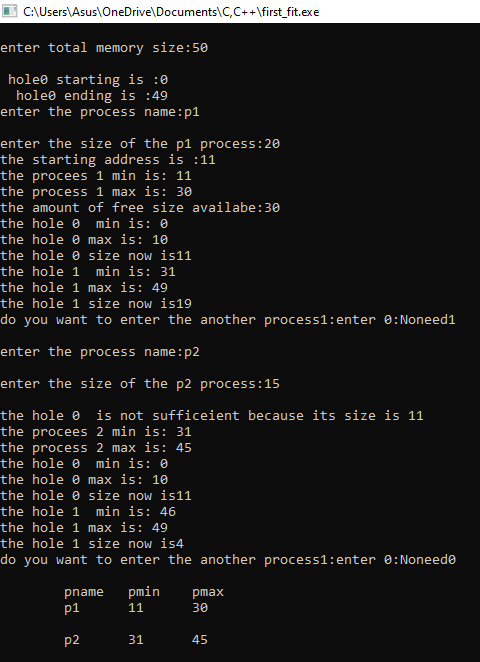 C:\Users\Asus\OneDrive\Documents\C,C++\first_fit.exe
enter total memory size:50
hole0 starting is :0
hole0 ending is :49
enter the process name:p1
enter the size of the p1 process:20
the starting address is :11
the procees 1 min is: 11
the process 1 max is: 30
the amount of free size availabe:30
the hole 0  min is: 0
the hole 0 max is: 10
the hole 0 size now is11
the hole 1  min is: 31
the hole 1 max is: 49
the hole 1 size now is19
do you want to enter the another process1:enter 0:Noneed1
enter the process name:p2
enter the size of the p2 process:15
the hole 0  is not sufficeient because its size is 11
the procees 2 min is: 31
the process 2 max is: 45
the hole 0  min is: 0
the hole 0 max is: 10
the hole 0 size now is11
the hole 1  min is: 46
the hole 1 max is: 49
the hole 1 size now is4
do you want to enter the another process1:enter 0:Noneed0
pname   pmin    pmax
p1      11      30
p2      31      45